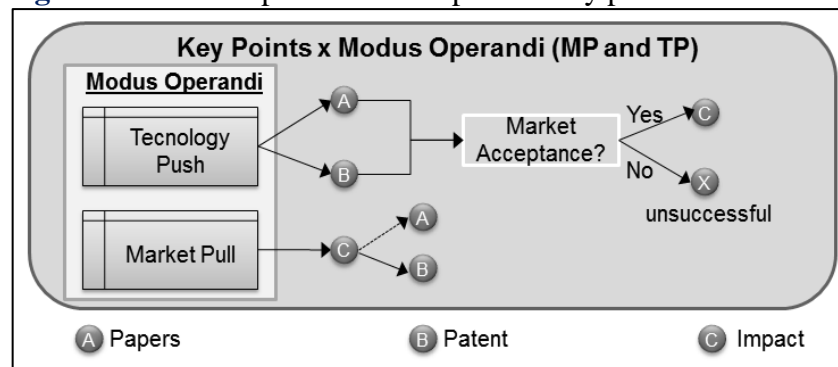 Key Points x Modus Operandi (MP and TP)
Modus Operandi
Tecnology
Push
A
B
Market
Acceptance?
Yes
No
C
X
unsuccessful
Market Pull
C
A
B
A Papers
B Patent
C Impact